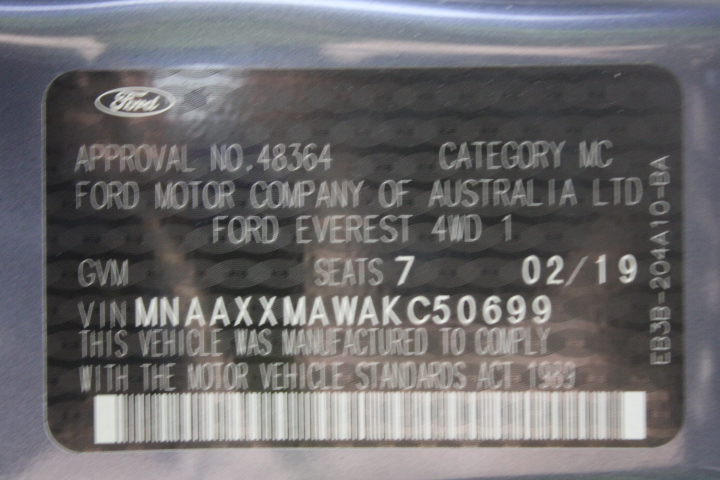 Ford
APPROVAL NO.48364 CATEGORY MC
FORD MOTOR COMPANY OF AUSTRALIA LTD
FORD EVEREST 4WD 1
GVM SEATS 7 02/19
VIN MNAAXXMAWAKC50699
THIS VEHICLE WAS MANUFACTURED TO COMPLY
WITH THE MOTOR VEHICLE STANDARDS ACT 1989
EB3B-204A10-BA